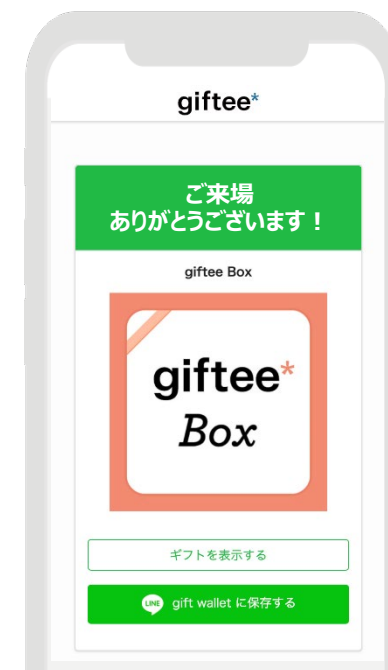 giftee*
ご来場
ありがとうございます！
giftee Box
giftee*
Box
ギフトを表示する
LINE gift wallet に保存する